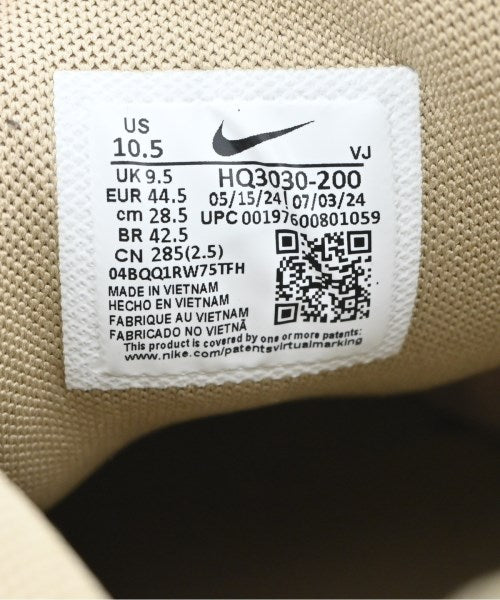 US
10.5
VJ
UK 9.5
HQ3030-200
EUR 44.5
05/15/24 07/03/24
cm 28.5
UPC 00197600801059
BR 42.5
CN 285(2.5)
04BQQ1RW75TFH
MADE IN VIETNAM
HECHO EN VIETNAM
FABRIQUE AU VIETNAM
FABRICADO NO VIETNÃ
This product is covered by one or more patents:
www.nike.com/patentsvirtualmarking